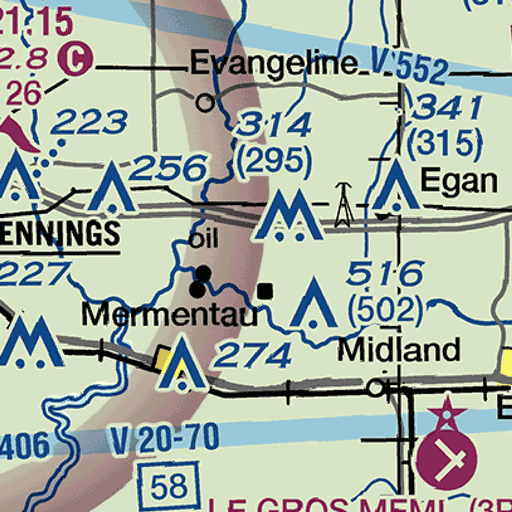 21.15
2.8 C
Evangeline
V 552
26
223
314
(295)
341
(315)
256
Egan
ENNINGS
oil
227
516
(502)
Mermentau
274
Midland
E
406
V 20-70
58
LE GROS MEML (3R